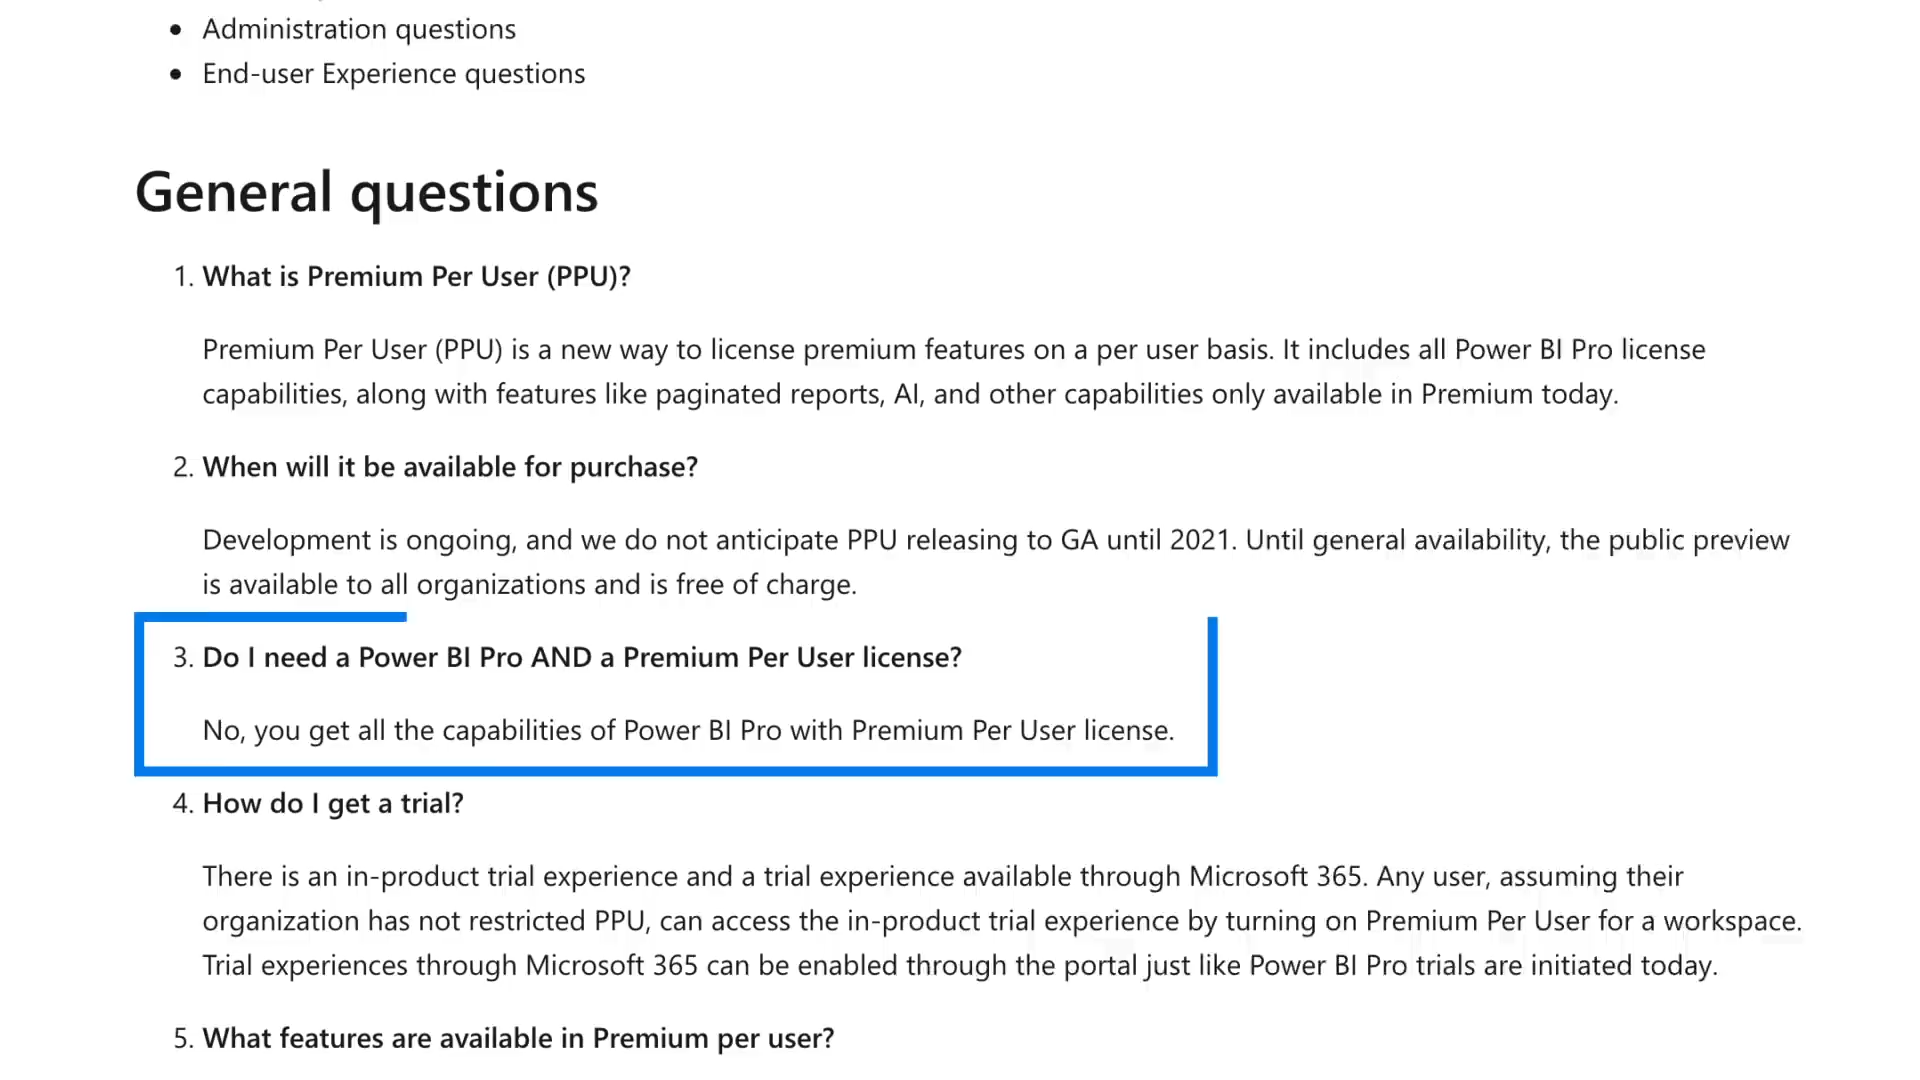 Administration questions
End-user Experience questions
General questions
1. What is Premium Per User (PPU)?
Premium Per User (PPU) is a new way to license premium features on a per user basis. It includes all Power BI Pro license
capabilities, along with features like paginated reports, AI, and other capabilities only available in Premium today.
2. When will it be available for purchase?
Development is ongoing, and we do not anticipate PPU releasing to GA until 2021. Until general availability, the public preview
is available to all organizations and is free of charge.
3. Do I need a Power BI Pro AND a Premium Per User license?
No, you get all the capabilities of Power BI Pro with Premium Per User license.
4. How do I get a trial?
There is an in-product trial experience and a trial experience available through Microsoft 365. Any user, assuming their
organization has not restricted PPU, can access the in-product trial experience by turning on Premium Per User for a workspace.
Trial experiences through Microsoft 365 can be enabled through the portal just like Power BI Pro trials are initiated today.
5. What features are available in Premium per user?